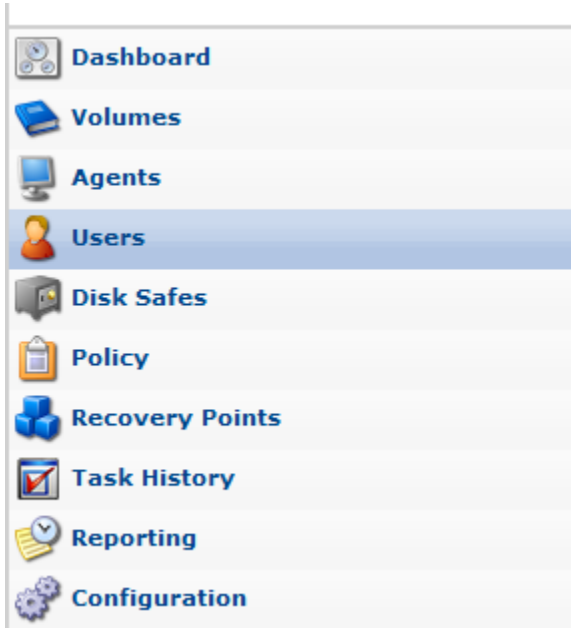 Dashboard
Volumes
Agents
Users
Disk Safes
Policy
Recovery Points
Task History
Reporting
Configuration